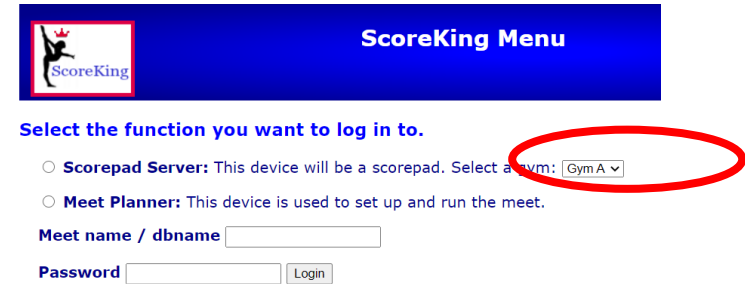 ScoreKing
ScoreKing Menu
Select the function you want to log in to.
Scorepad Server: This device will be a scorepad. Select a gym: Gym A
Meet Planner: This device is used to set up and run the meet.
Meet name / dbname
Password Login